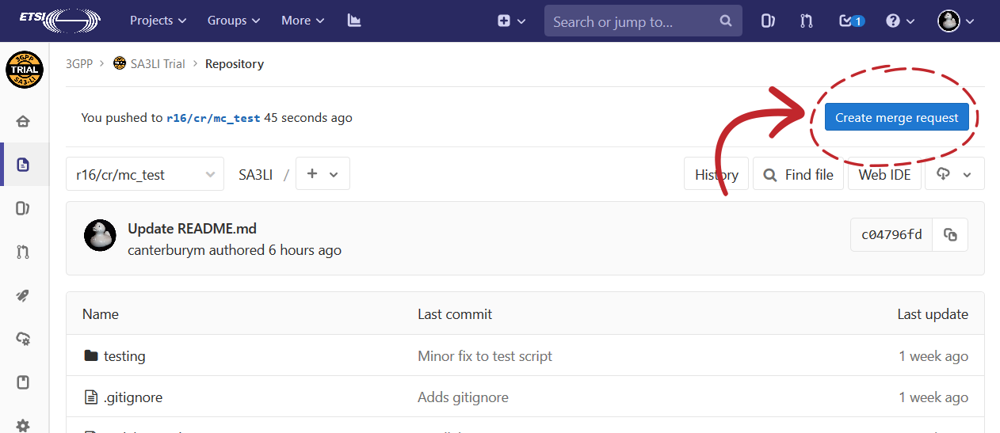 ETSI Projects Groups More Search or jump to... 1
3GPP TRIAL SA3-LI
3GPP > SA3LI Trial > Repository
You pushed to r16/cr/mc_test 45 seconds ago Create merge request
r16/cr/mc_test SA3LI / + History Find file Web IDE
Update README.md
canterburym authored 6 hours ago c04796fd
Name Last commit Last update
testing Minor fix to test script 1 week ago
.gitignore Adds gitignore 1 week ago